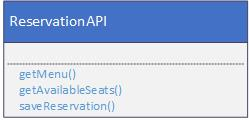 ReservationAPI
getMenu()
getAvailableSeats()
saveReservation()